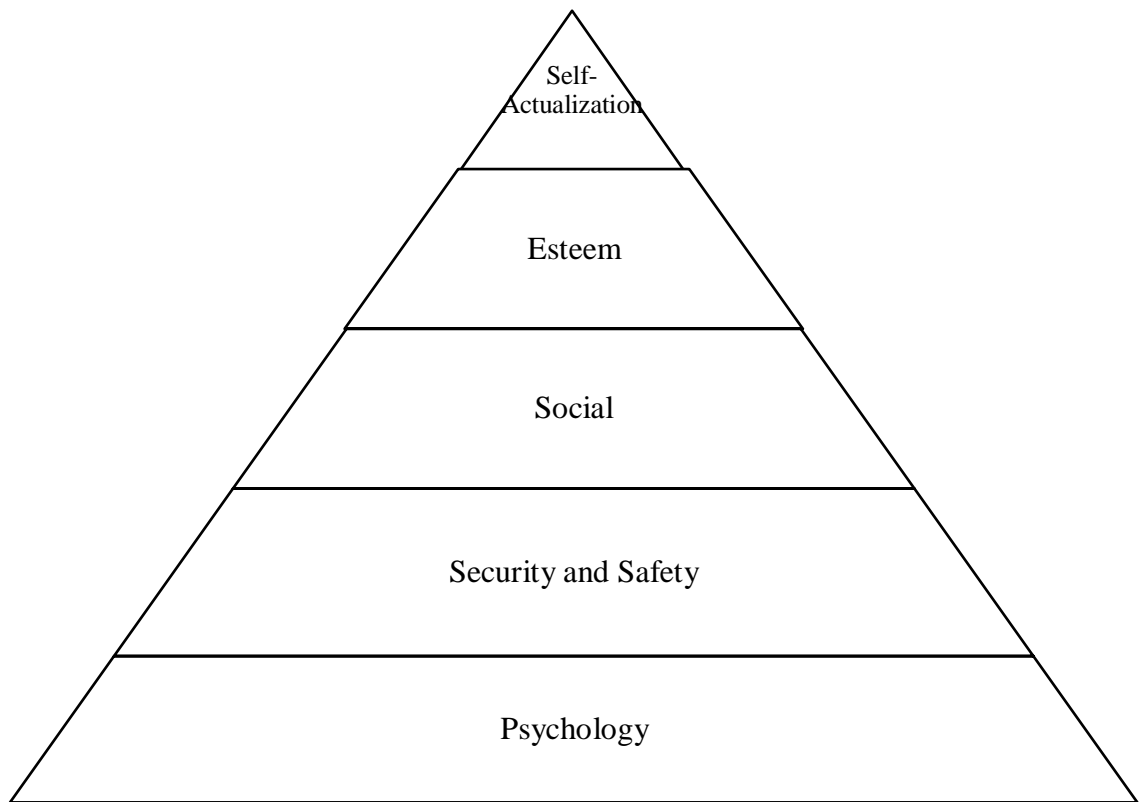 Self-
Actualization
Esteem
Social
Security and Safety
Psychology